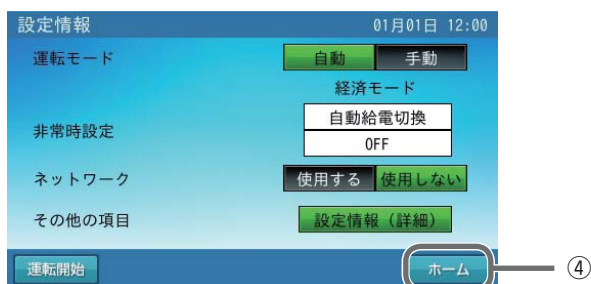 設定情報 01月01日 12:00
運転モード 自動 手動
経済モード
非常時設定 自動給電切換
OFF
ネットワーク 使用する 使用しない
その他の項目 設定情報（詳細）
運転開始 ホーム ④